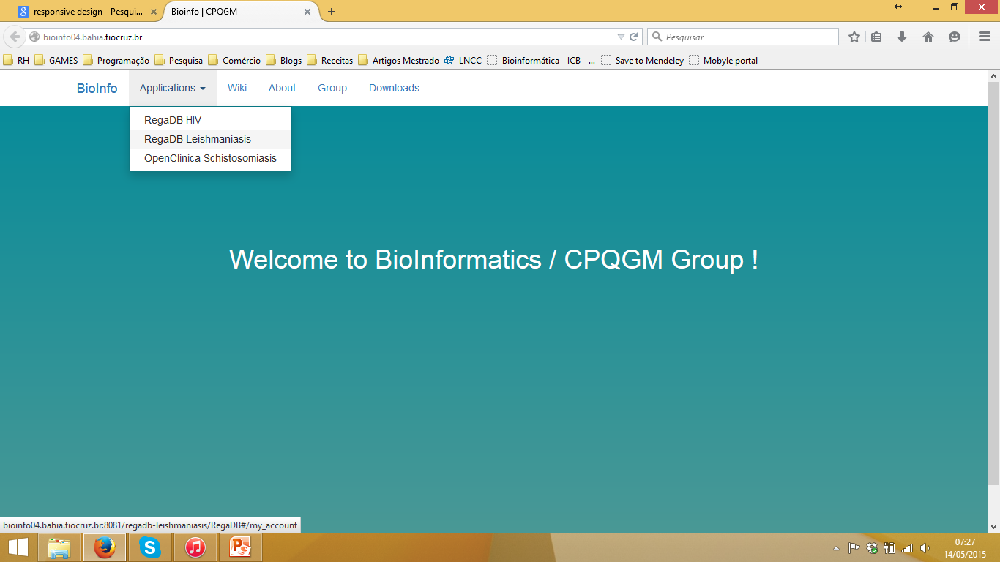 responsive design - Pesqui...
Bioinfo | CPQGM
bioinfo04.bahia.fiocruz.br
Pesquisar
RH GAMES Programação Pesquisa Comércio Blogs Receitas Artigos Mestrado LNCC Bioinformática - ICB - ... Save to Mendeley Mobyle portal
BioInfo Applications Wiki About Group Downloads
RegaDB HIV
RegaDB Leishmaniasis
OpenClinica Schistosomiasis
Welcome to BioInformatics / CPQGM Group !
bioinfo04.bahia.fiocruz.br:8081/regadb-leishmaniasis/RegaDB#/my_account
07:27
14/05/2015